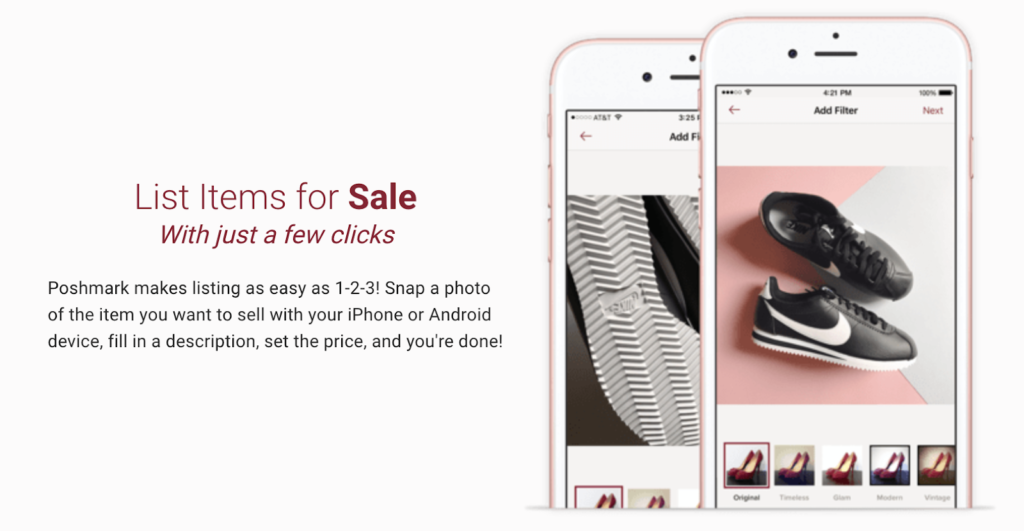 List Items for Sale
With just a few clicks
Poshmark makes listing as easy as 1-2-3! Snap a photo
of the item you want to sell with your iPhone or Android
device, fill in a description, set the price, and you're done!
AT&T 3:25
Add Fi
4:21 PM 100%
Add Filter Next
Original Timeless Glam Modern Vintage